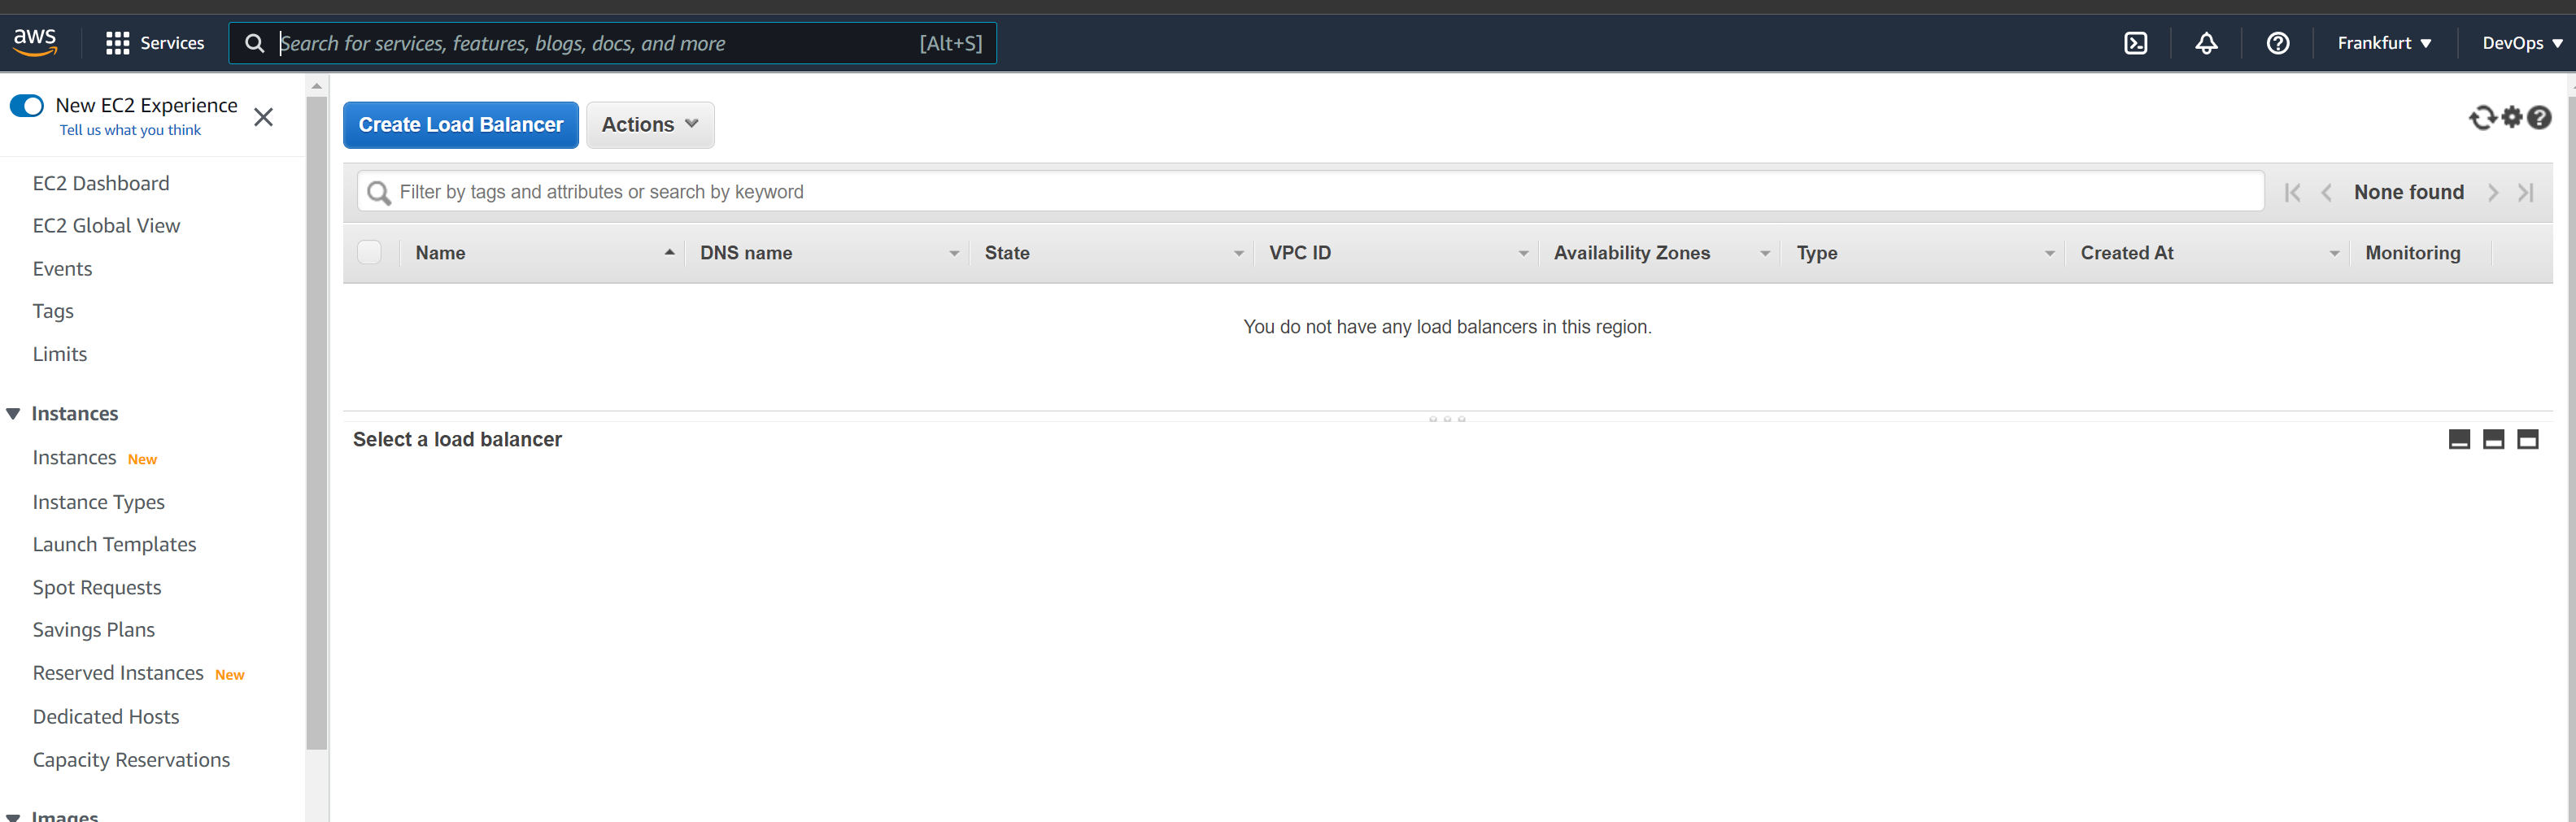 aws
Services
Search for services, features, blogs, docs, and more
[Alt+S]
Frankfurt
DevOps
New EC2 Experience
Tell us what you think
EC2 Dashboard
EC2 Global View
Events
Tags
Limits
Instances
Instances New
Instance Types
Launch Templates
Spot Requests
Savings Plans
Reserved Instances New
Dedicated Hosts
Capacity Reservations
Images
Create Load Balancer
Actions
Filter by tags and attributes or search by keyword
None found
Name
DNS name
State
VPC ID
Availability Zones
Type
Created At
Monitoring
You do not have any load balancers in this region.
Select a load balancer